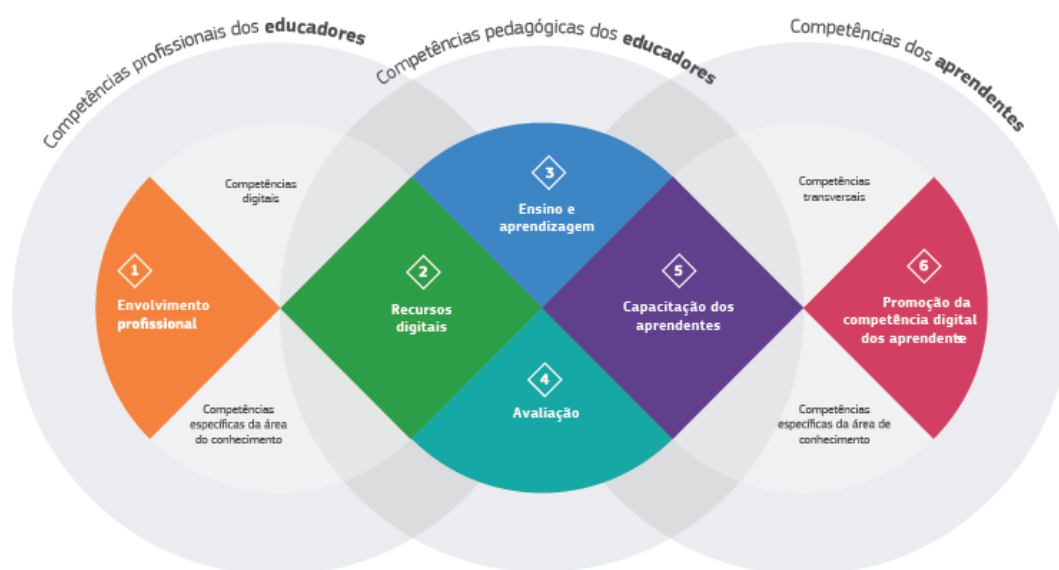 Competências profissionais dos educadores
Competências pedagógicas dos educadores
Competências dos aprendentes
Competências
digitais
1
Envolvimento
profissional
Competências
específicas da área
do conhecimento
2
Recursos
digitais
3
Ensino e
aprendizagem
4
Avaliação
5
Capacitação dos
aprendentes
Competências
transversais
6
Promoção da
competência digital
dos aprendentes
Competências
específicas da área de
conhecimento